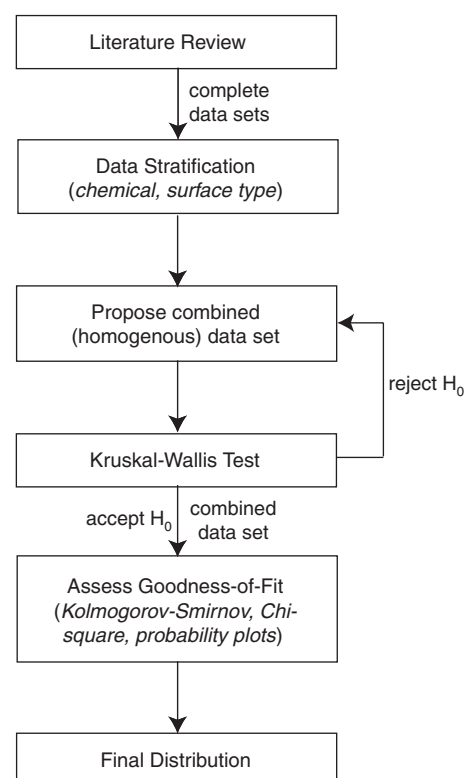 Literature Review
complete
data sets
Data Stratification
(chemical, surface type)
Propose combined
(homogenous) data set
reject H₀
Kruskal-Wallis Test
accept H₀
combined
data set
Assess Goodness-of-Fit
(Kolmogorov-Smirnov, Chi-
square, probability plots)
Final Distribution